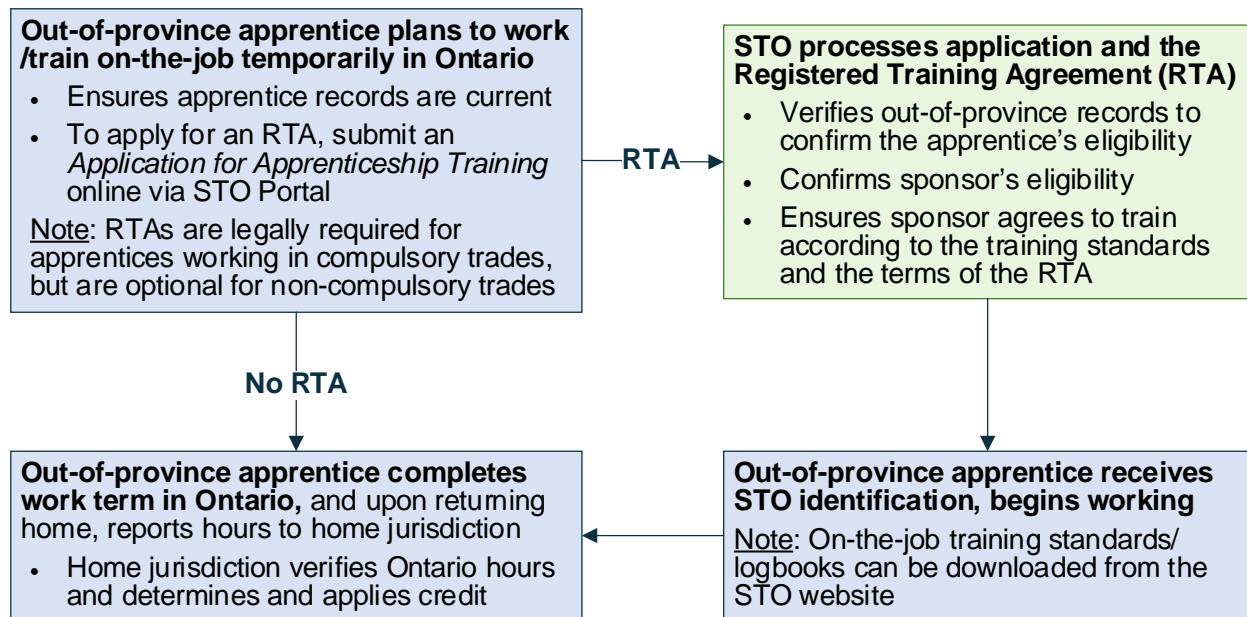 Out-of-province apprentice plans to work
/train on-the-job temporarily in Ontario
• Ensures apprentice records are current
• To apply for an RTA, submit an
Application for Apprenticeship Training
online via STO Portal
Note: RTAs are legally required for
apprentices working in compulsory trades,
but are optional for non-compulsory trades
RTA
STO processes application and the
Registered Training Agreement (RTA)
• Verifies out-of-province records to
confirm the apprentice’s eligibility
• Confirms sponsor’s eligibility
• Ensures sponsor agrees to train
according to the training standards
and the terms of the RTA
No RTA
Out-of-province apprentice completes
work term in Ontario, and upon returning
home, reports hours to home jurisdiction
• Home jurisdiction verifies Ontario hours
and determines and applies credit
Out-of-province apprentice receives
STO identification, begins working
Note: On-the-job training standards/
logbooks can be downloaded from the
STO website